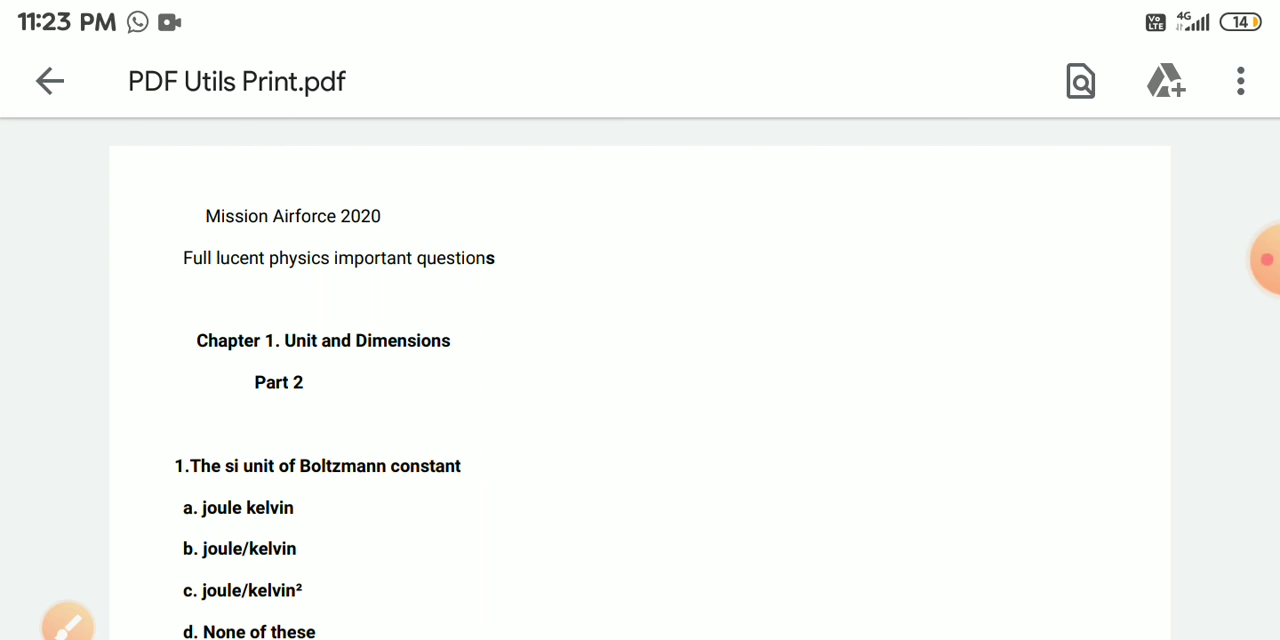 11:23 PM
Vo LTE 4G 14
PDF Utils Print.pdf
Mission Airforce 2020
Full lucent physics important questions
Chapter 1. Unit and Dimensions
Part 2
1.The si unit of Boltzmann constant
a. joule kelvin
b. joule/kelvin
c. joule/kelvin²
d. None of these